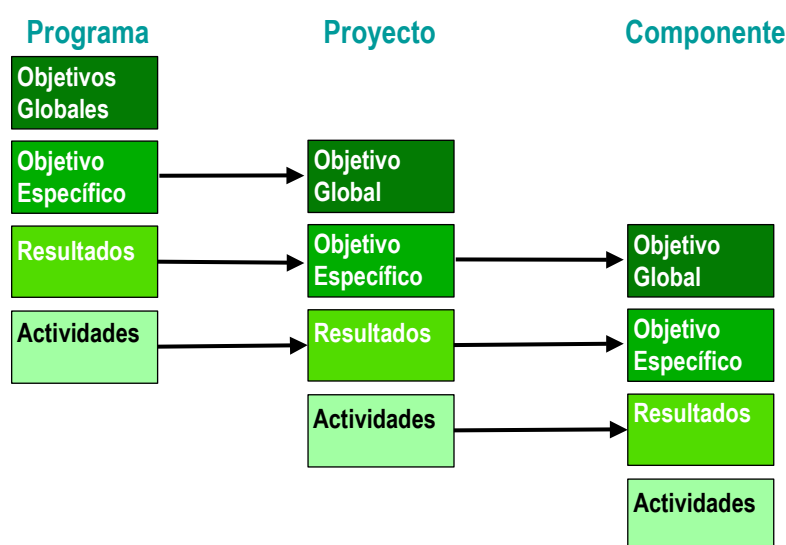 Programa
Proyecto
Componente
Objetivos
Globales
Objetivo
Específico
Resultados
Actividades
Objetivo
Global
Objetivo
Específico
Resultados
Actividades
Objetivo
Global
Objetivo
Específico
Resultados
Actividades